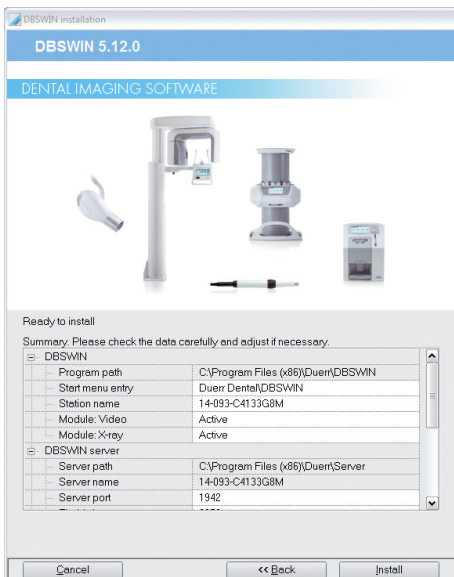 DBSWIN installation
DBSWIN 5.12.0
DENTAL IMAGING SOFTWARE
Ready to install
Summary. Please check the data carefully and adjust if necessary.
DBSWIN
Program path C:\Program Files (x86)\Duerr\DBSWIN
Start menu entry Duerr Dental\DBSWIN
Station name 14-093-C4133G8M
Module: Video Active
Module: X-ray Active
DBSWIN server
Server path C:\Program Files (x86)\Duerr\Server
Server name 14-093-C4133G8M
Server port 1942
Cancel << Back Install